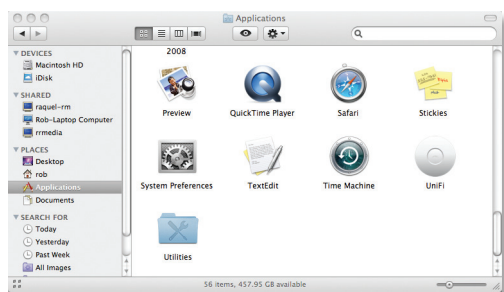 Applications
DEVICES
Macintosh HD
iDisk
SHARED
raquel-rm
Rob-Laptop Computer
rrmedia
PLACES
Desktop
rob
Applications
Documents
SEARCH FOR
Today
Yesterday
Past Week
All Images
2008
Preview
QuickTime Player
Safari
Stickies
System Preferences
TextEdit
Time Machine
UniFi
Utilities
56 items, 457.95 GB available